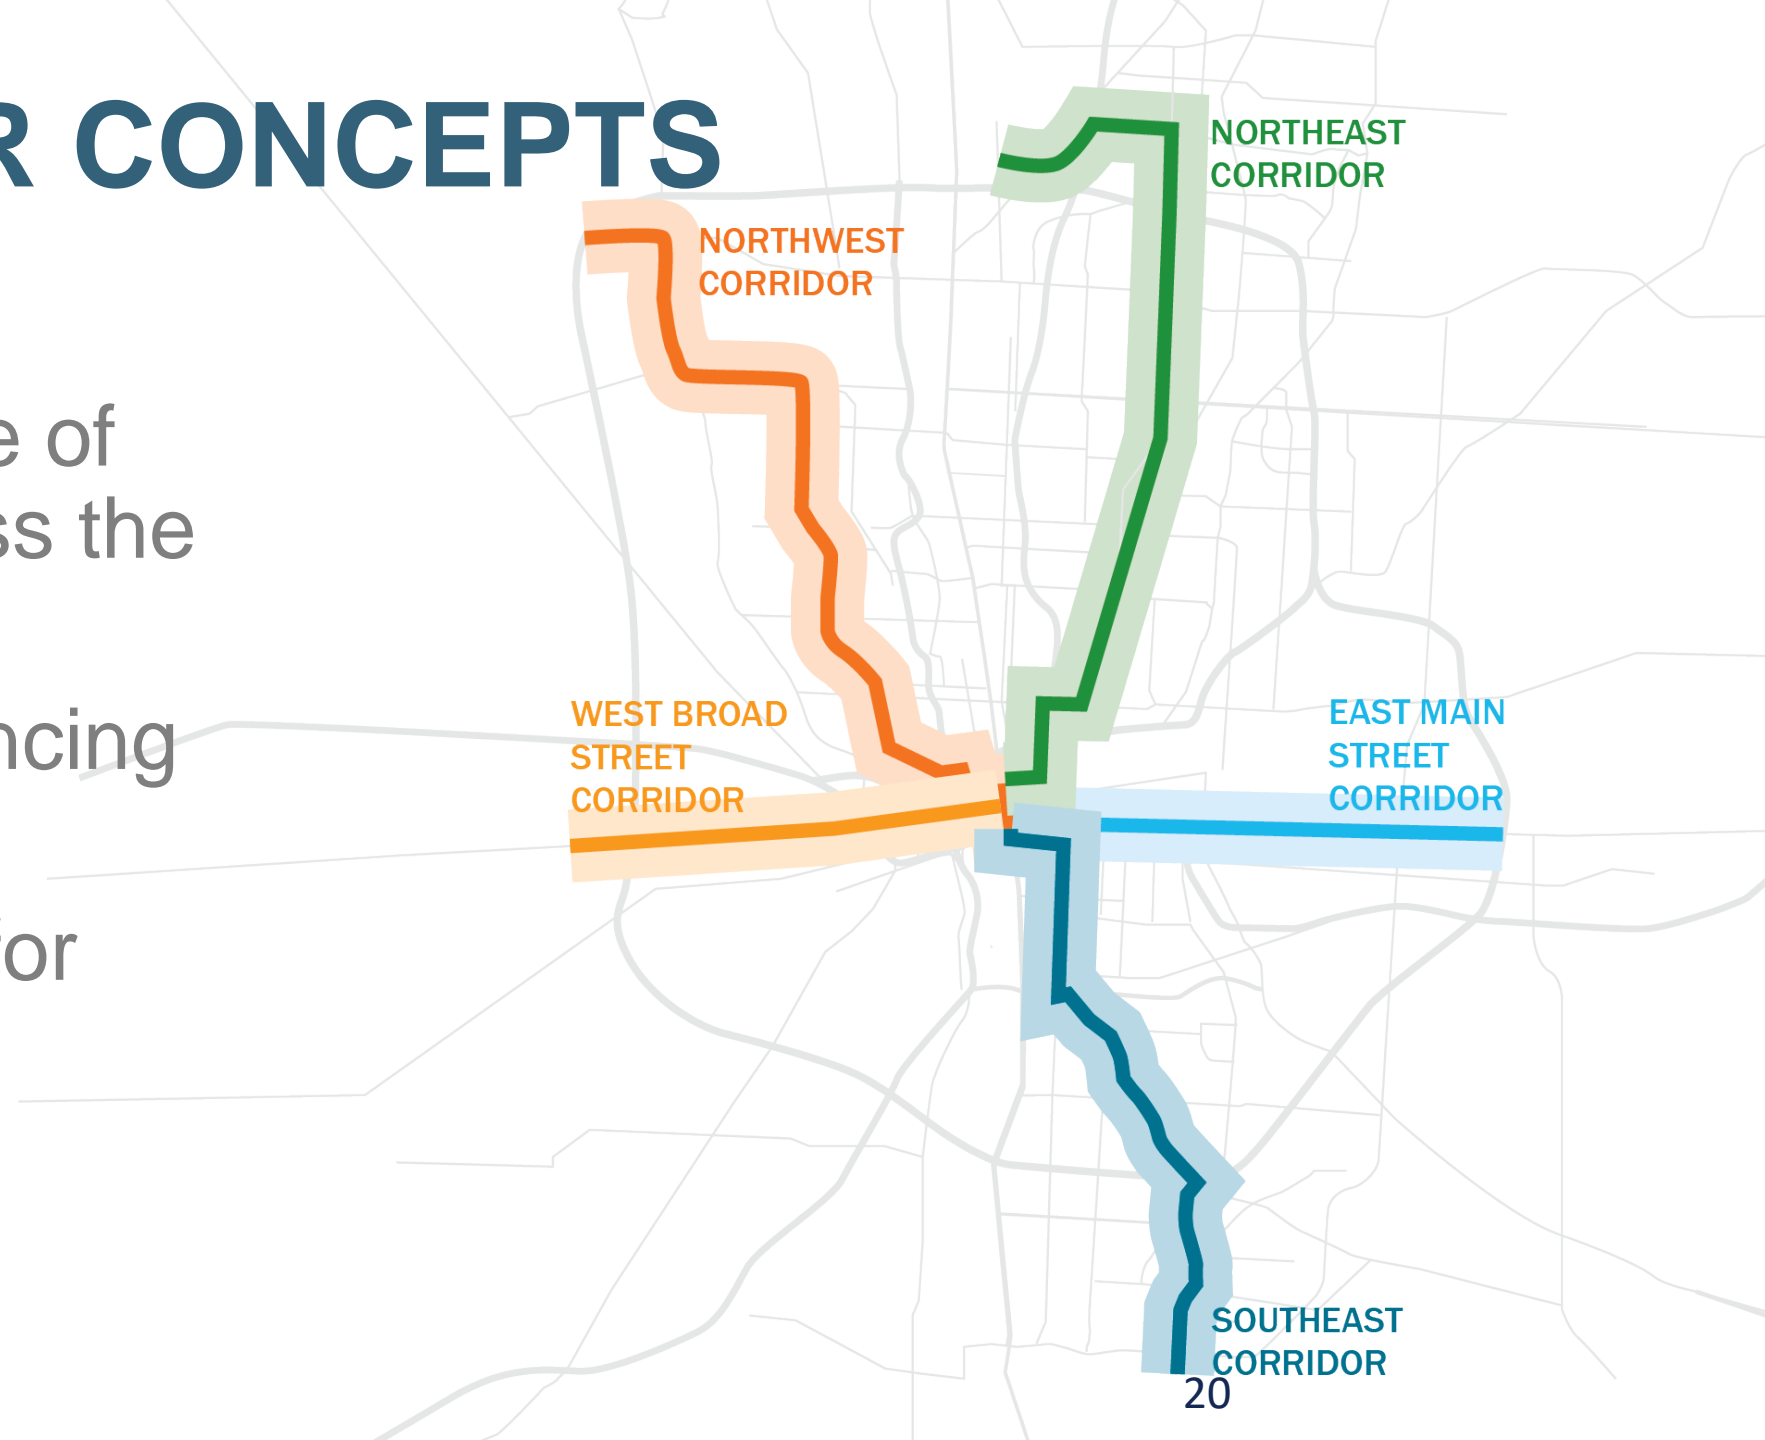 R CONCEPTS
e of
ss the
ncing
for
NORTHEAST
CORRIDOR
NORTHWEST
CORRIDOR
WEST BROAD
STREET
CORRIDOR
EAST MAIN
STREET
CORRIDOR
SOUTHEAST
CORRIDOR
20